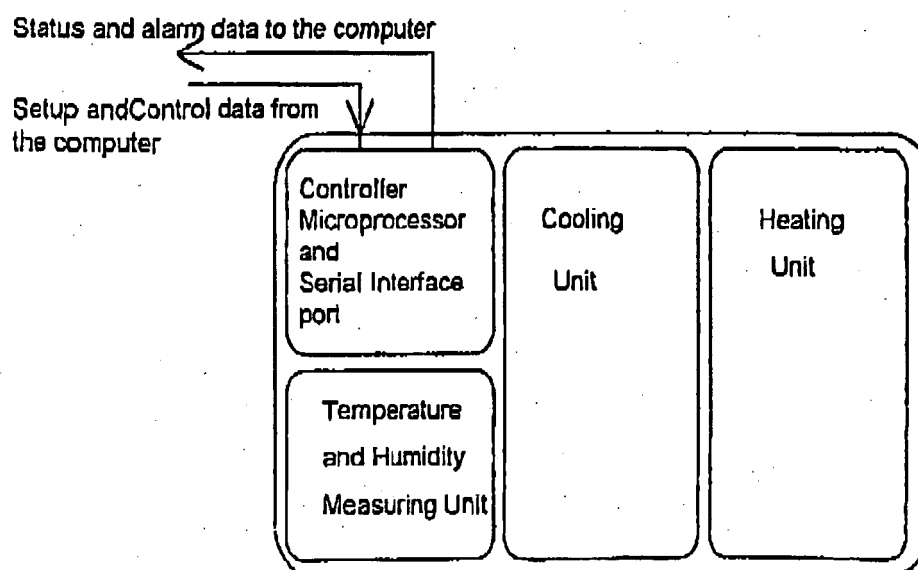 Status and alarm data to the computer
Setup andControl data from
the computer
Controller
Microprocessor
and
Serial Interface
port
Cooling
Unit
Heating
Unit
Temperature
and Humidity
Measuring Unit